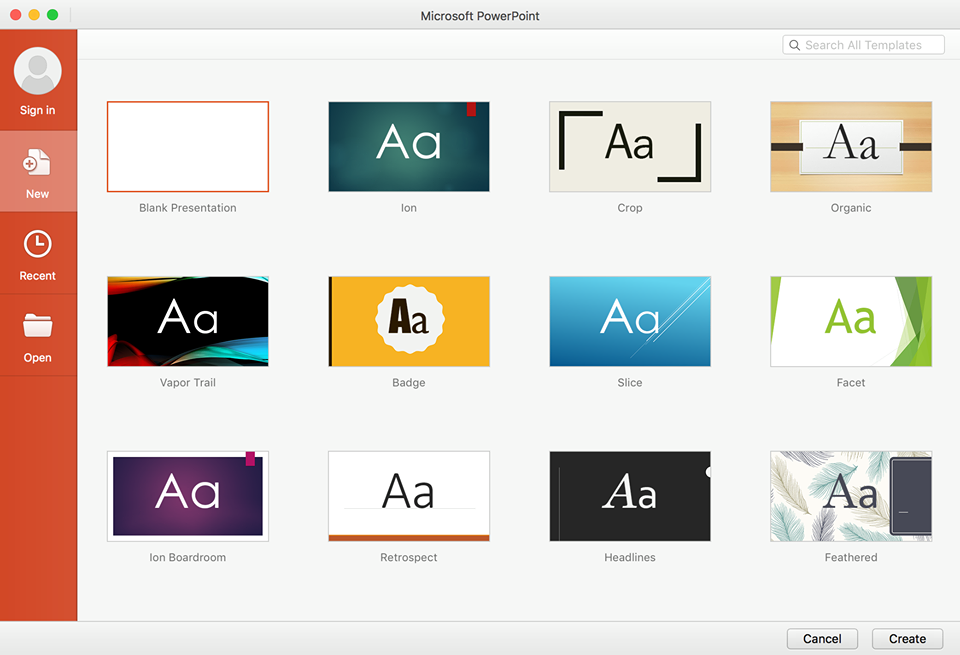 Microsoft PowerPoint
Search All Templates
Sign in
New
Recent
Open
Aa
Aa
Aa
Blank Presentation
Ion
Crop
Organic
Aa
Aa
Aa
Aa
Vapor Trail
Badge
Slice
Facet
Aa
Aa
Aa
Aa
Ion Boardroom
Retrospect
Headlines
Feathered
Cancel
Create